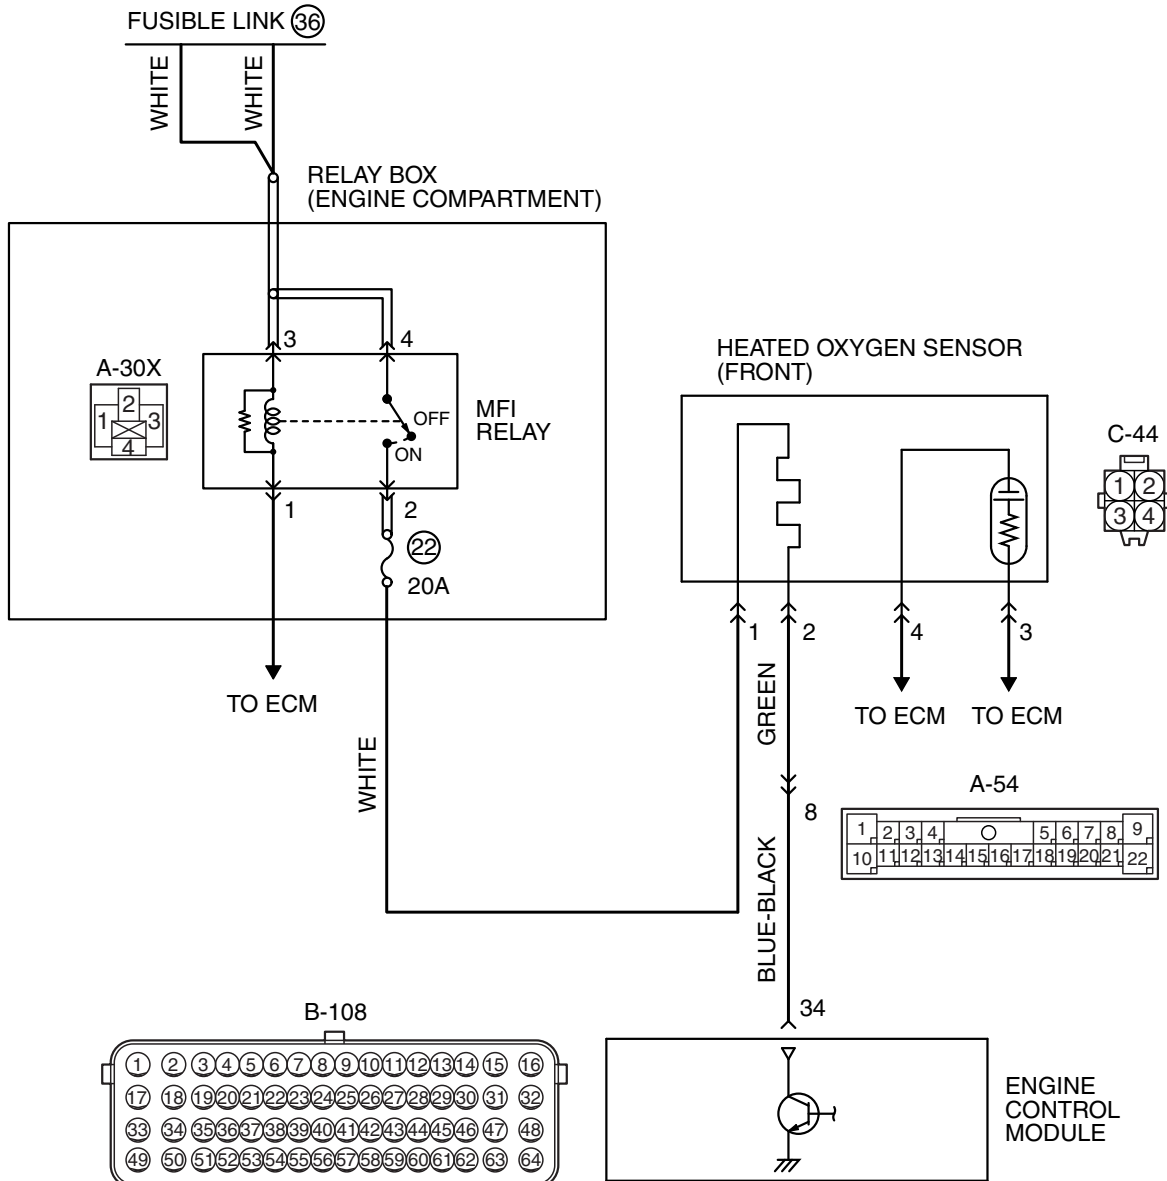 FUSIBLE LINK 36
WHITE
WHITE
RELAY BOX
(ENGINE COMPARTMENT)
3
4
A-30X
2
1
3
4
OFF
ON
MFI
RELAY
1
2
22
20A
TO ECM
WHITE
HEATED OXYGEN SENSOR
(FRONT)
C-44
1 2
3 4
1
2
4
3
GREEN
TO ECM
TO ECM
8
A-54
1 2 3 4 5 6 7 8 9
10 11 12 13 14 15 16 17 18 19 20 21 22
BLUE-BLACK
34
B-108
1 2 3 4 5 6 7 8 9 10 11 12 13 14 15 16
17 18 19 20 21 22 23 24 25 26 27 28 29 30 31 32
33 34 35 36 37 38 39 40 41 42 43 44 45 46 47 48
49 50 51 52 53 54 55 56 57 58 59 60 61 62 63 64
ENGINE
CONTROL
MODULE